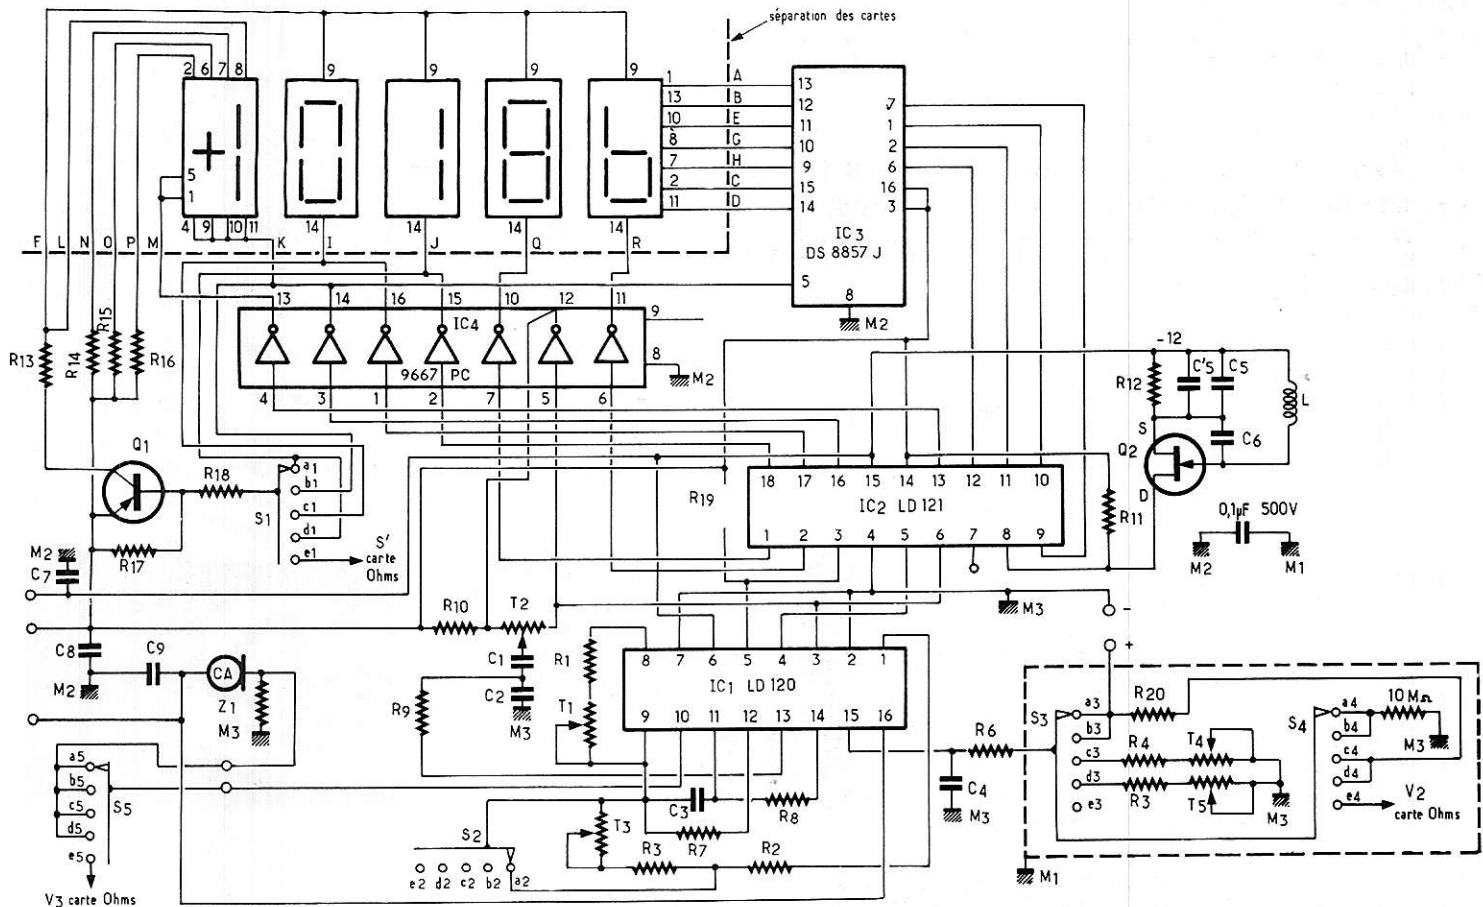 séparation des cartes
2 6 7 8
9 9 9 9
5
1
4 9 10 11
14 14 14 14
1 A
13 B
10 E
8 G
7 H
2 C
11 D
13
12
11
10
9
15
14
5
8
7
1
2
6
16
3
IC3
DS 8857 J
M2
F L N O P M K I J Q R
13 14 16 15 10 12 11
9
8
IC4
9667 PC
M2
4 3 1 2 7 5 6
R13
R14
R15
R16
Q1
R18
R17
S1
a1
b1
c1
d1
e1
S'
carte
Ohms
M2
C7
-12
R12
C'5
C5
L
C6
S
Q2
D
R11
0,1µF 500V
M2
M1
R19
18 17 16 15 14 13 12 11 10
IC2 LD 121
1 2 3 4 5 6 7 8 9
M3
-
+
C8
M2
C9
CA
Z1
M3
R10
T2
C1
C2
M3
R9
R1
T1
8 7 6 5 4 3 2 1
IC1 LD 120
9 10 11 12 13 14 15 16
R6
C4
M3
C3
R8
R7
T3
R3
R2
S2
e2 d2 c2 b2 a2
a5
b5
c5
d5
e5
S5
V3 carte Ohms
S3
a3
b3
c3
d3
e3
R20
R4
R3
T4
T5
M3
S4
a4
b4
c4
d4
e4
10 MΩ
M3
V2
carte Ohms
M1